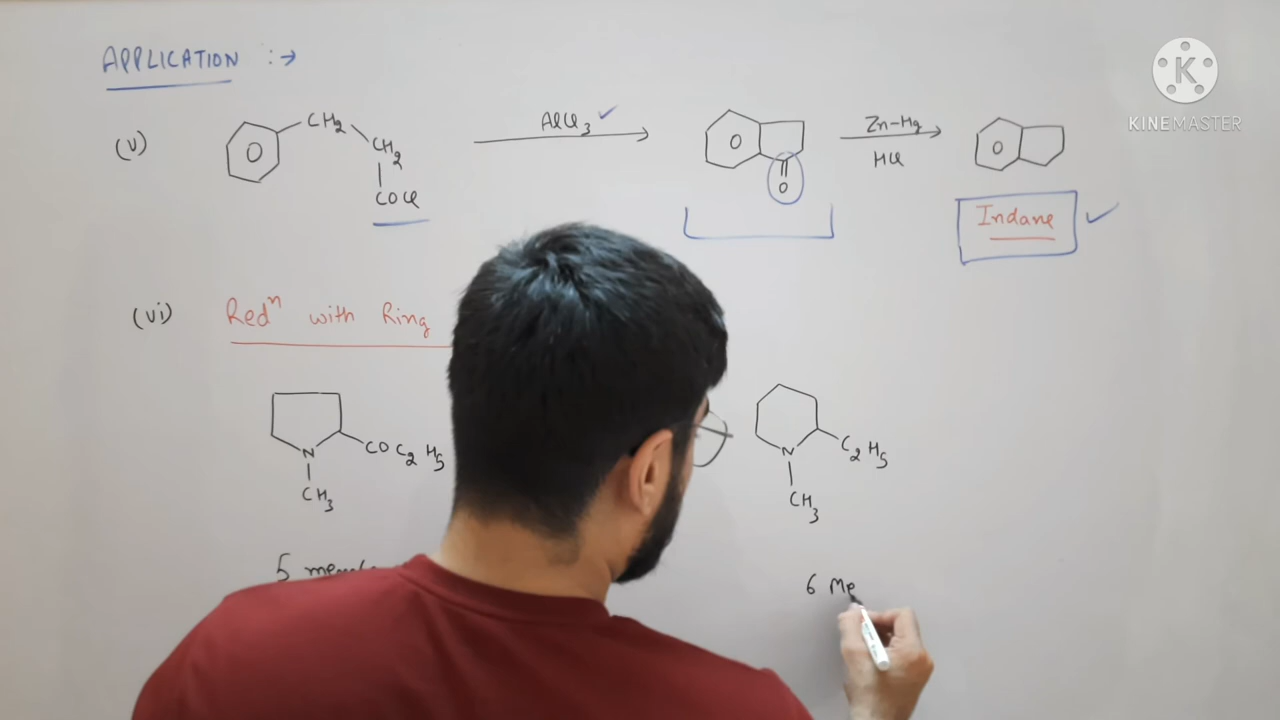 APPLICATION :→
(v) CH2 CH2 COCl AlCl3 ✓ O Zn-Hg HCl
Indane ✓
(vi) Redⁿ with Ring
N CH3 COC2H5
N CH3 C2H5
5
6 Me
K
KINEMASTER